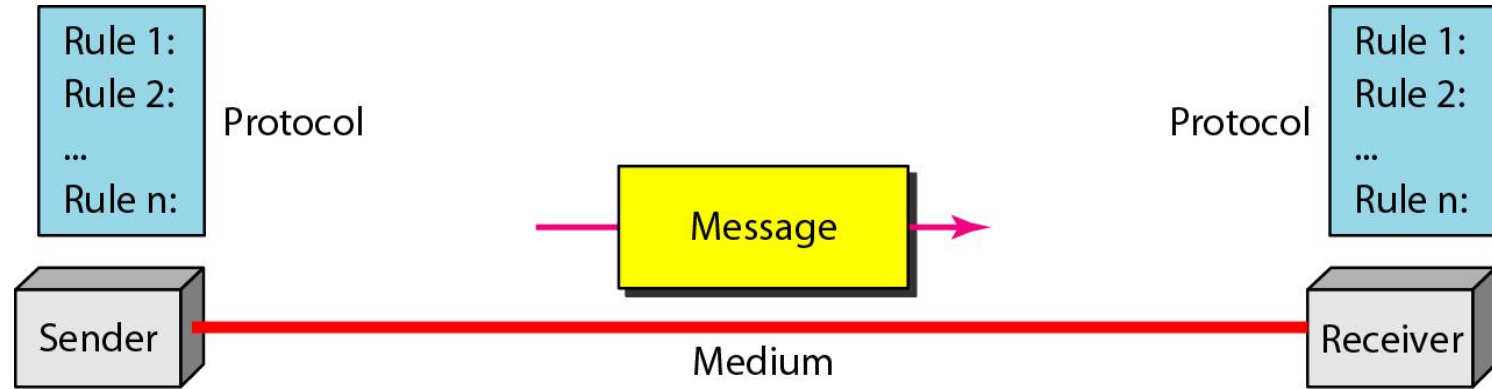 Rule 1:
Rule 2:
...
Rule n:
Protocol
Message
Protocol
Rule 1:
Rule 2:
...
Rule n:
Sender
Medium
Receiver